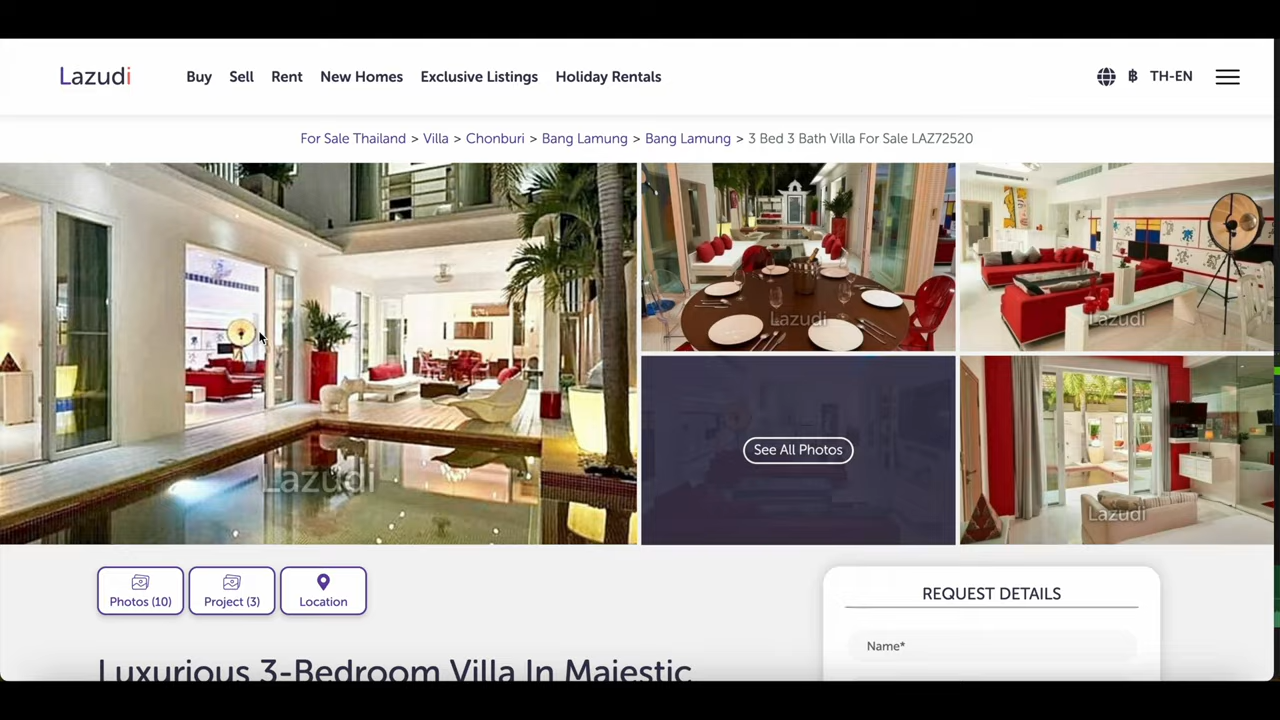 Lazudi
Buy Sell Rent New Homes Exclusive Listings Holiday Rentals
฿ TH-EN
For Sale Thailand > Villa > Chonburi > Bang Lamung > Bang Lamung > 3 Bed 3 Bath Villa For Sale LAZ72520
Lazudi
Lazudi
Lazudi
See All Photos
Lazudi
Photos (10)
Project (3)
Location
REQUEST DETAILS
Name*
Luxurious 3-Bedroom Villa In Majestic